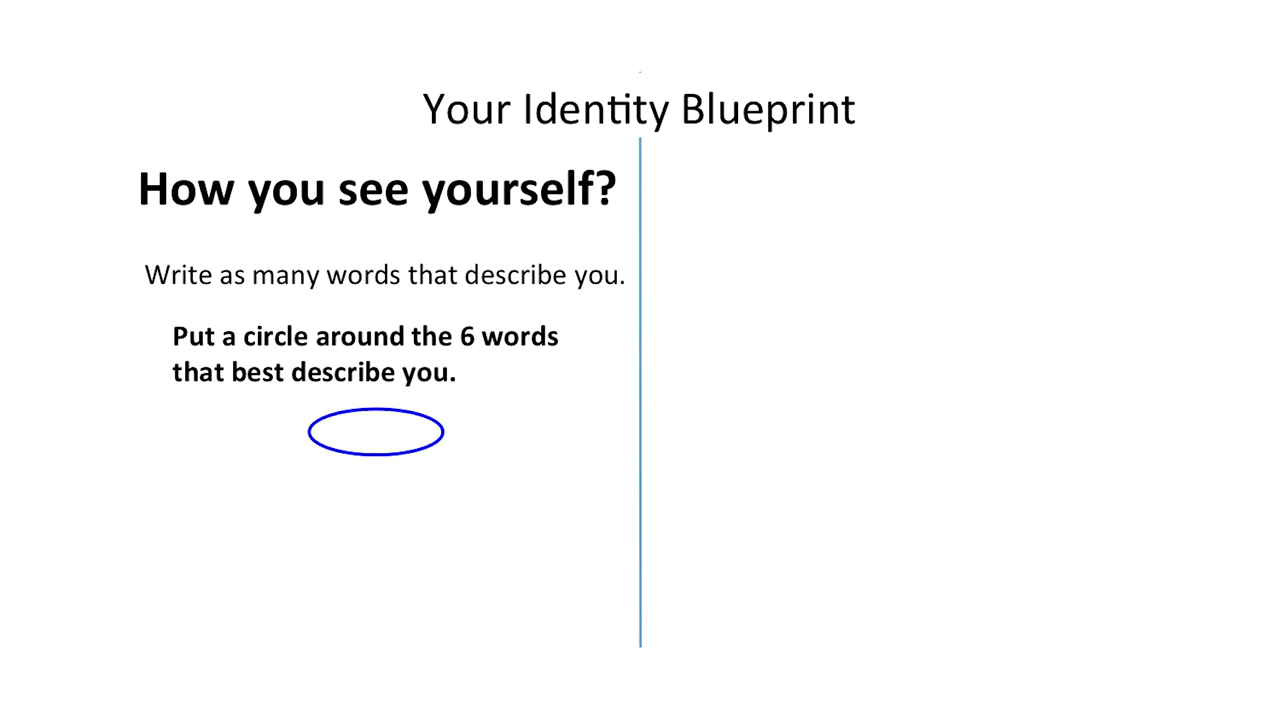 Your Identity Blueprint
How you see yourself?
Write as many words that describe you.
Put a circle around the 6 words
that best describe you.